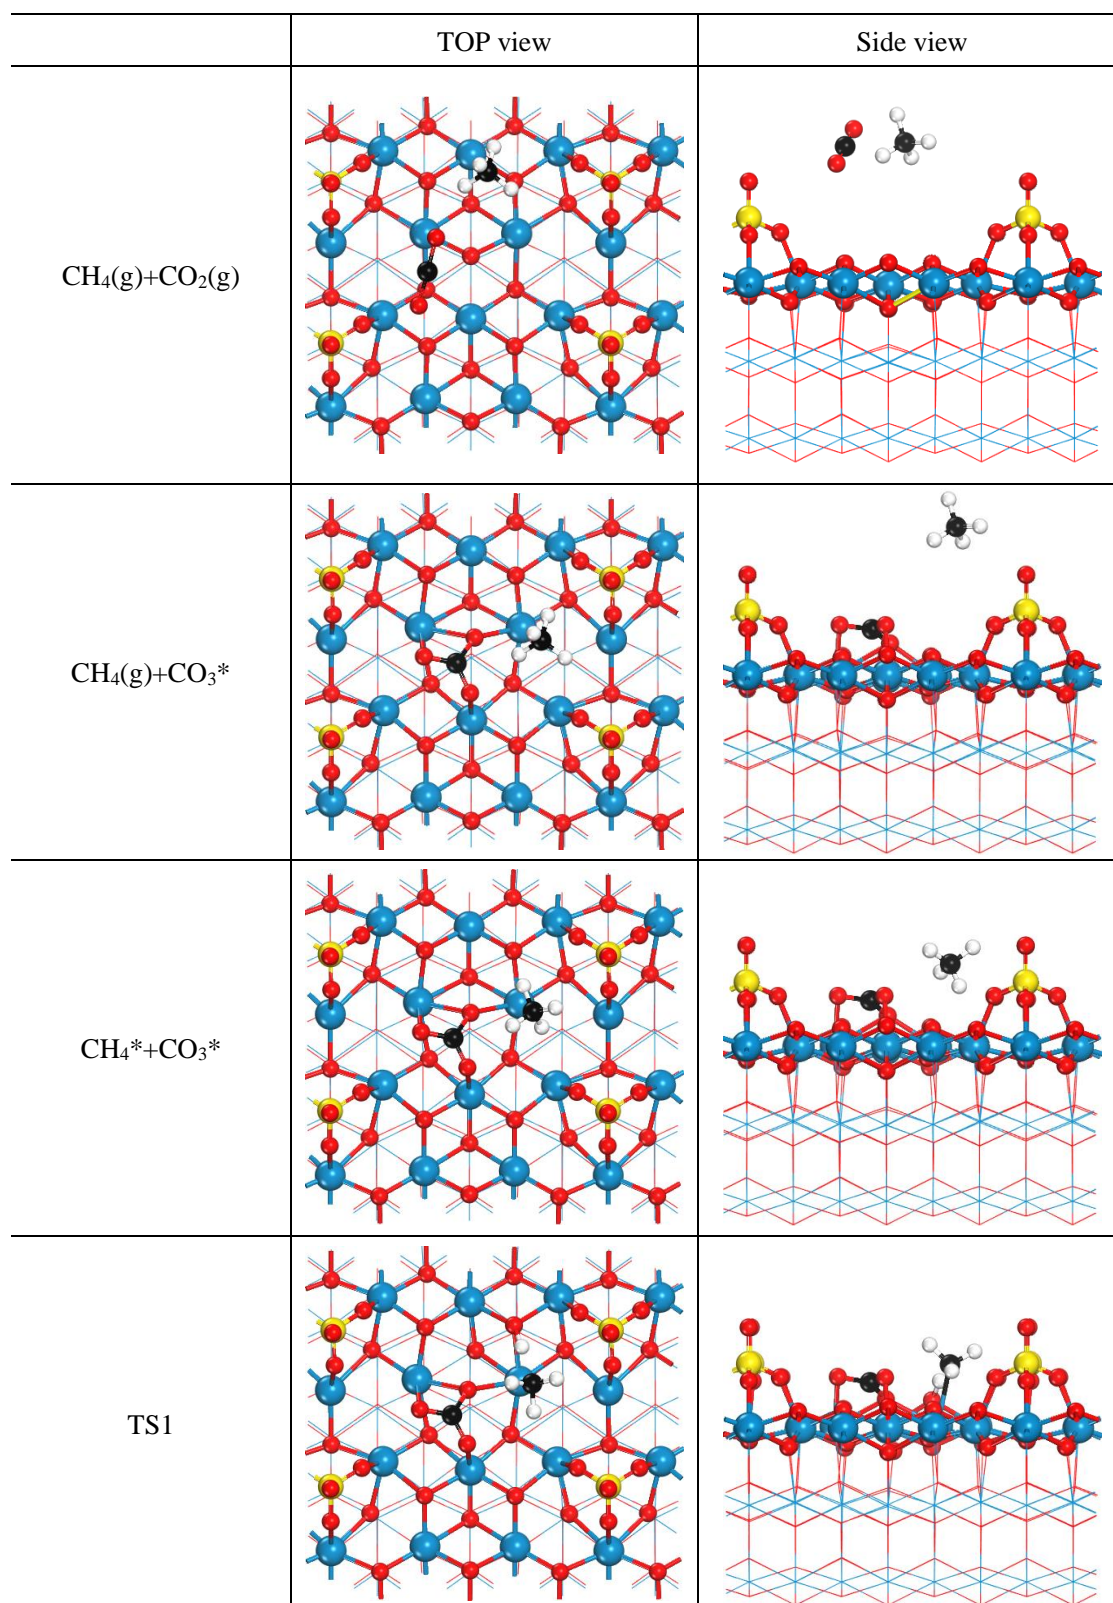 TOP view
Side view
CH₄(g)+CO₂(g)
CH₄(g)+CO₃*
CH₄*+CO₃*
TS1